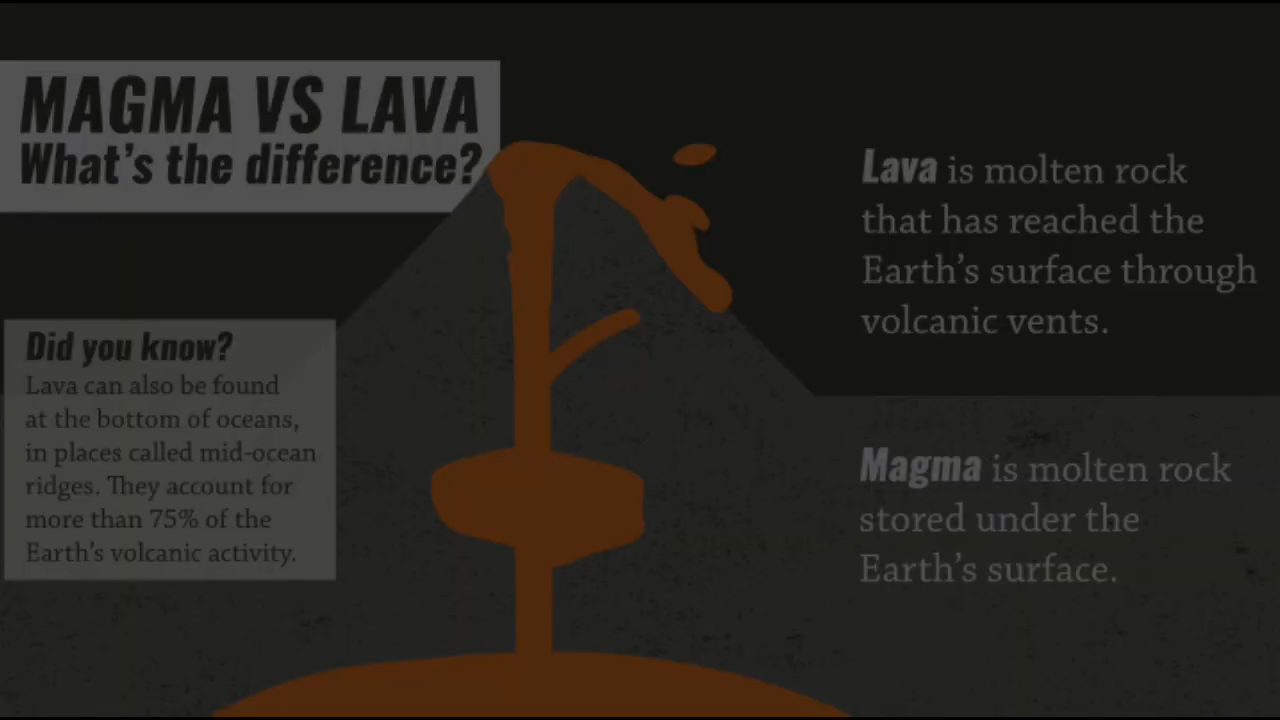 MAGMA VS LAVA
What's the difference?
Did you know?
Lava can also be found
at the bottom of oceans,
in places called mid-ocean
ridges. They account for
more than 75% of the
Earth's volcanic activity.
Lava is molten rock
that has reached the
Earth's surface through
volcanic vents.
Magma is molten rock
stored under the
Earth's surface.